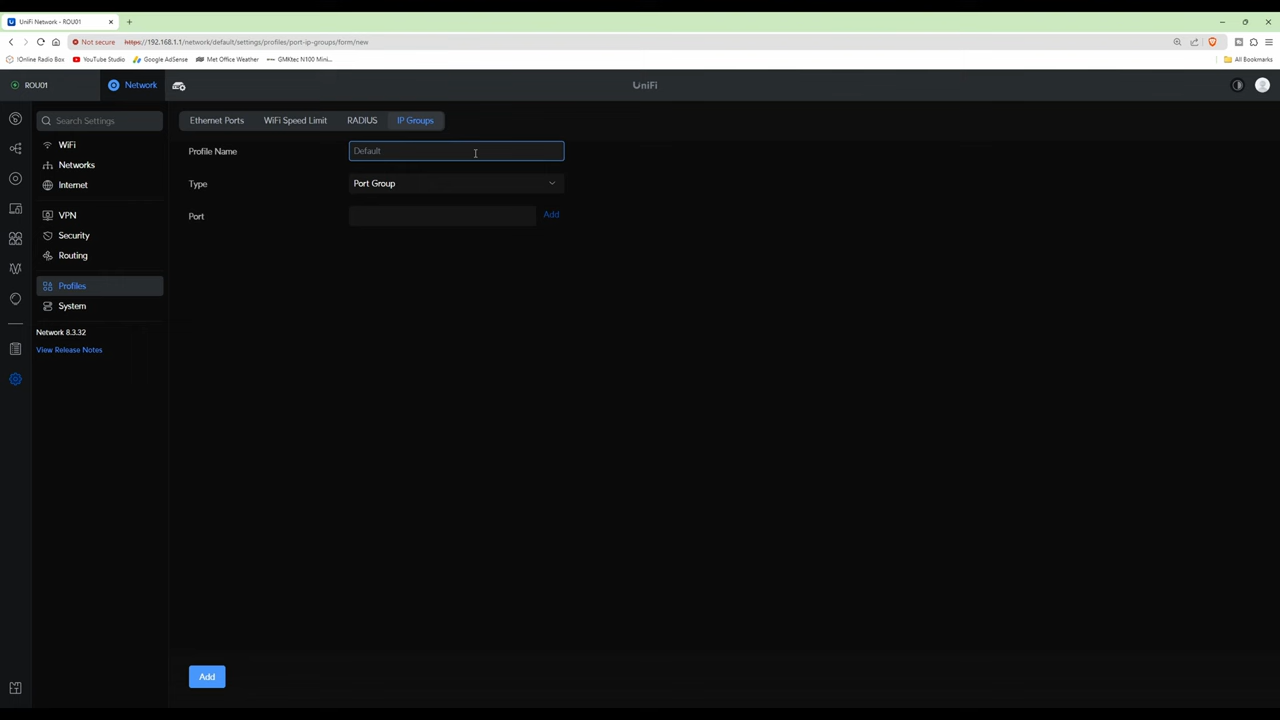 UniFi Network - ROU01
Not secure https://192.168.1.1/network/default/settings/profiles/port-ip-groups/form/new
!Online Radio Box YouTube Studio Google AdSense Met Office Weather GMKtec N100 Mini... All Bookmarks
ROU01 Network UniFi
Search Settings
Ethernet Ports WiFi Speed Limit RADIUS IP Groups
WiFi
Networks
Internet
VPN
Security
Routing
Profiles
System
Network 8.3.32
View Release Notes
Profile Name Default
Type Port Group
Port Add
Add